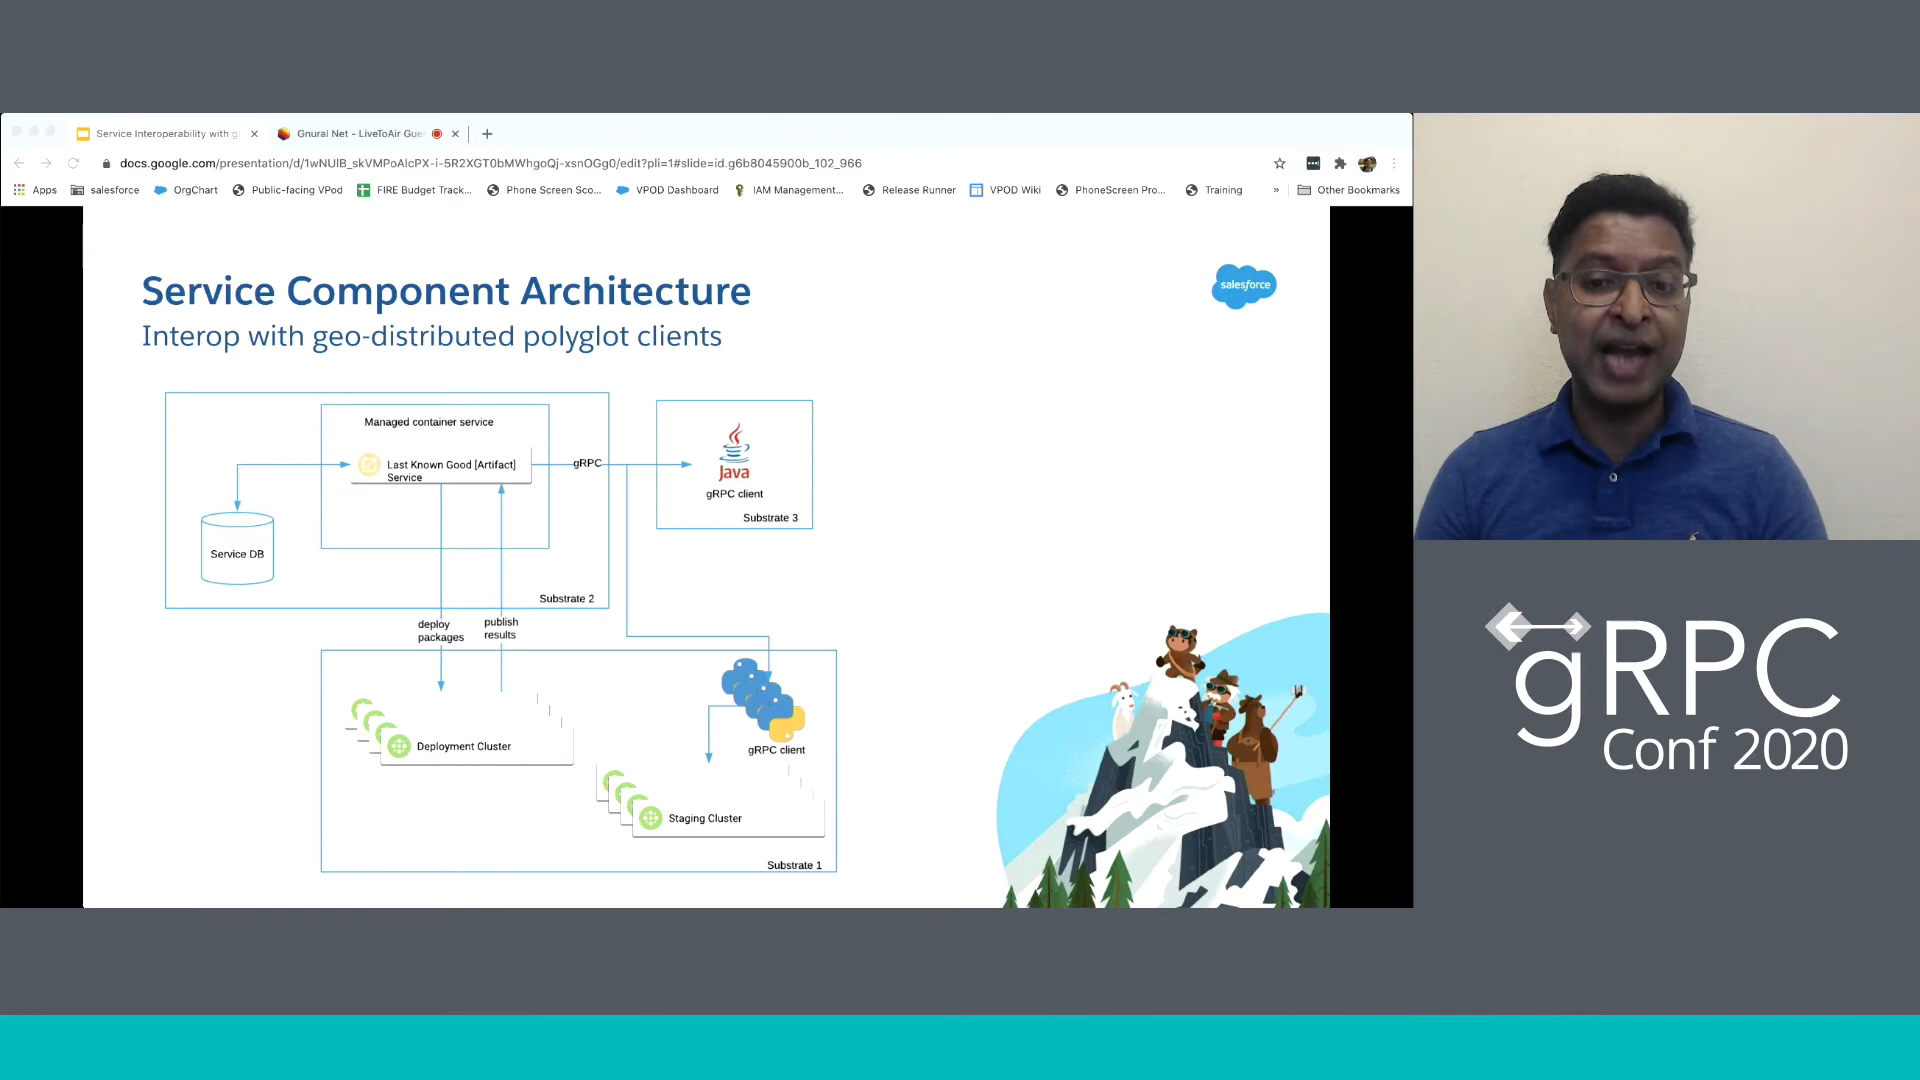 Service Interoperability with g
Gnural Net - LiveToAir Gue
docs.google.com/presentation/d/1wNUlB_skVMPoAlcPX-i-5R2XGT0bMWhgoQj-xsnOGg0/edit?pli=1#slide=id.g6b8045900b_102_966
Apps salesforce OrgChart Public-facing VPod FIRE Budget Track... Phone Screen Sco... VPOD Dashboard IAM Management... Release Runner VPOD Wiki PhoneScreen Pro... Training » Other Bookmarks
Service Component Architecture
Interop with geo-distributed polyglot clients
salesforce
Managed container service
Last Known Good [Artifact]
Service
gRPC
Java
gRPC client
Substrate 3
Service DB
Substrate 2
deploy
packages
publish
results
Deployment Cluster
gRPC client
Staging Cluster
Substrate 1
gRPC
Conf 2020